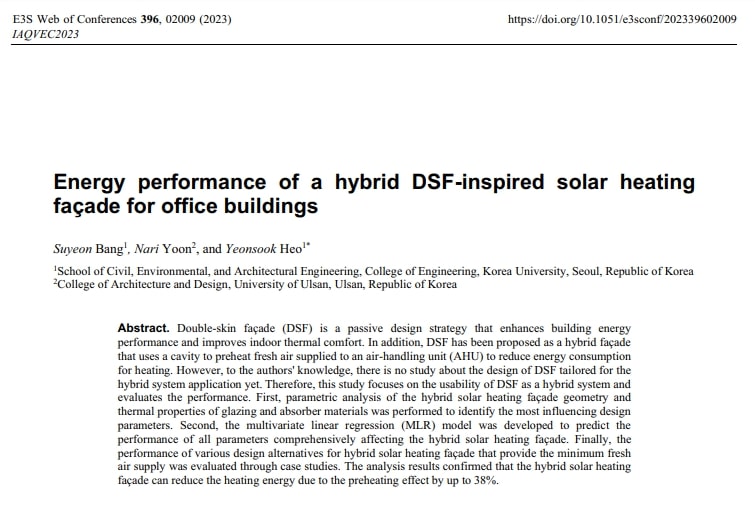 E3S Web of Conferences 396, 02009 (2023) https://doi.org/10.1051/e3sconf/202339602009
IAQVEC2023
Energy performance of a hybrid DSF-inspired solar heating
façade for office buildings
Suyeon Bang¹, Nari Yoon², and Yeonsook Heo¹*
¹School of Civil, Environmental, and Architectural Engineering, College of Engineering, Korea University, Seoul, Republic of Korea
²College of Architecture and Design, University of Ulsan, Ulsan, Republic of Korea
Abstract. Double-skin façade (DSF) is a passive design strategy that enhances building energy
performance and improves indoor thermal comfort. In addition, DSF has been proposed as a hybrid façade
that uses a cavity to preheat fresh air supplied to an air-handling unit (AHU) to reduce energy consumption
for heating. However, to the authors' knowledge, there is no study about the design of DSF tailored for the
hybrid system application yet. Therefore, this study focuses on the usability of DSF as a hybrid system and
evaluates the performance. First, parametric analysis of the hybrid solar heating façade geometry and
thermal properties of glazing and absorber materials was performed to identify the most influencing design
parameters. Second, the multivariate linear regression (MLR) model was developed to predict the
performance of all parameters comprehensively affecting the hybrid solar heating façade. Finally, the
performance of various design alternatives for hybrid solar heating façade that provide the minimum fresh
air supply was evaluated through case studies. The analysis results confirmed that the hybrid solar heating
façade can reduce the heating energy due to the preheating effect by up to 38%.